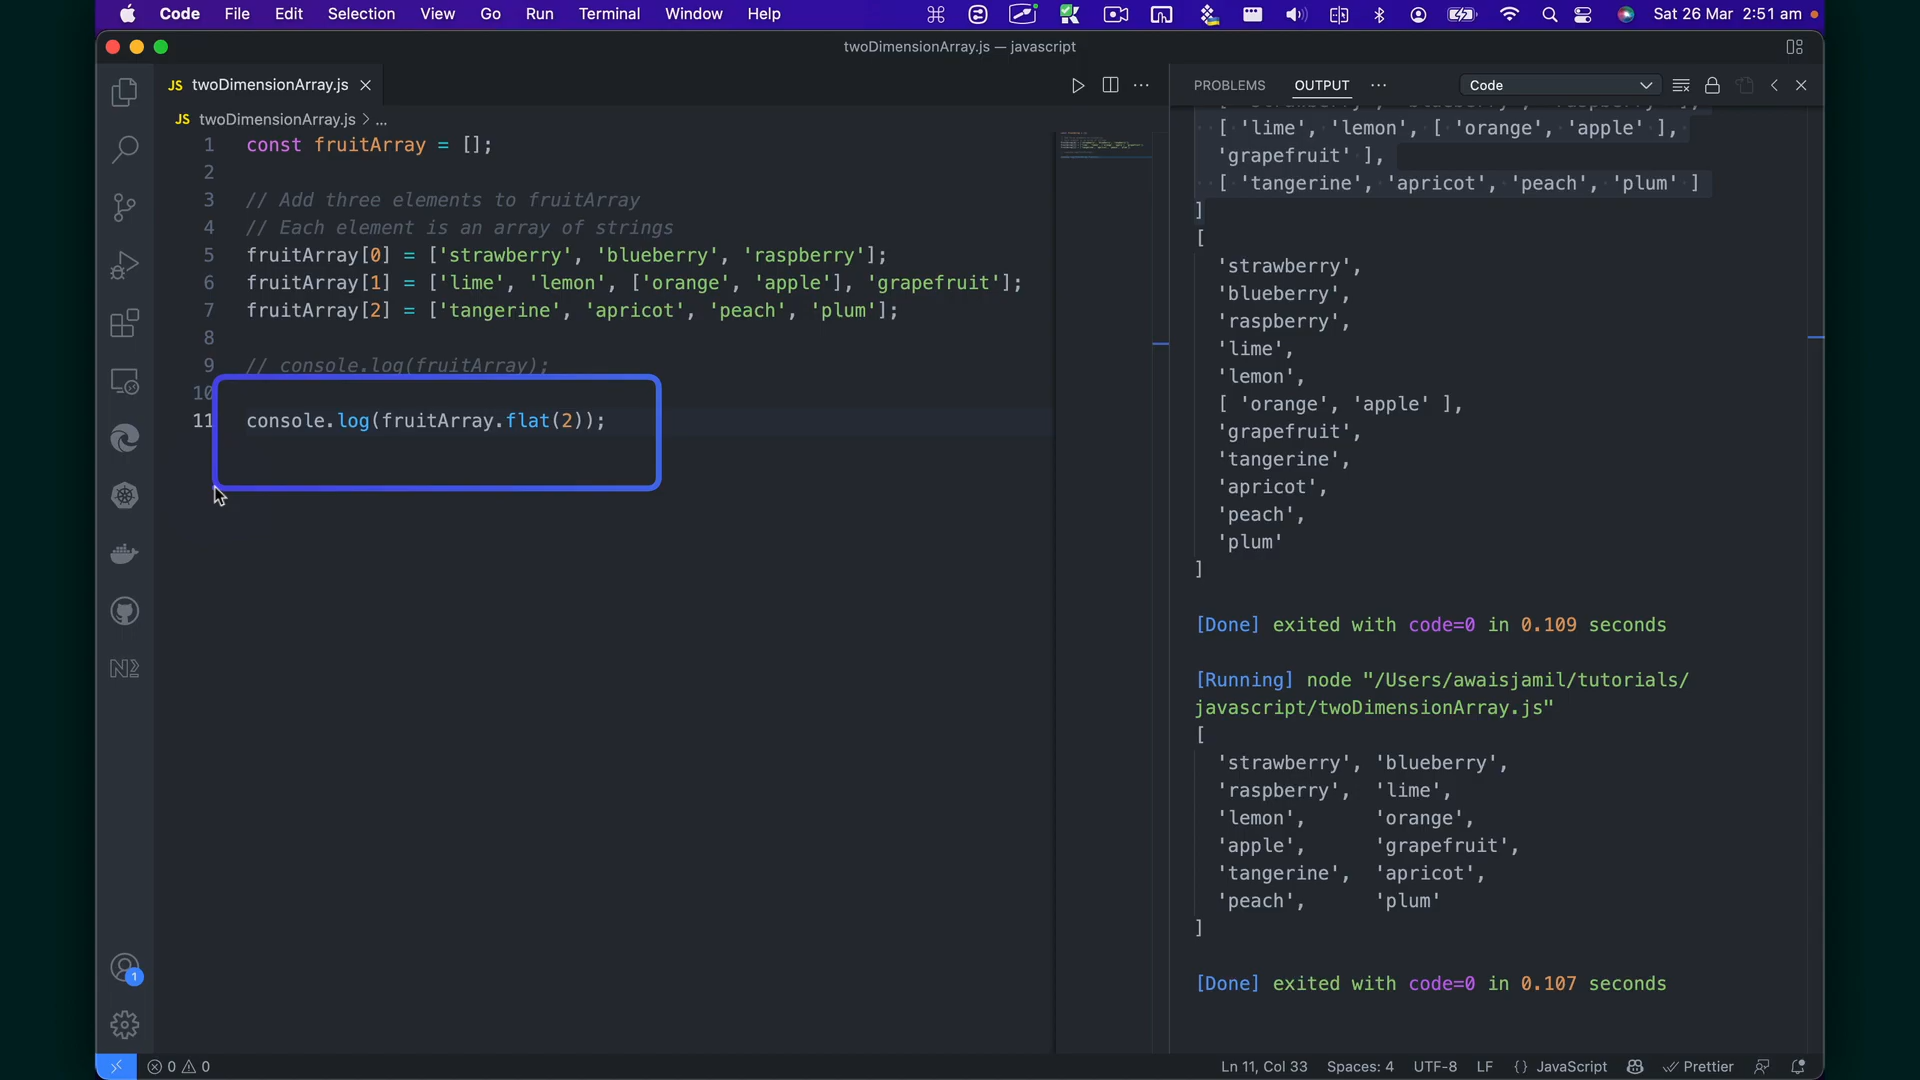 Code File Edit Selection View Go Run Terminal Window Help Sat 26 Mar 2:51 am
twoDimensionArray.js — javascript
JS twoDimensionArray.js
JS twoDimensionArray.js > ...
1 const fruitArray = [];
2
3 // Add three elements to fruitArray
4 // Each element is an array of strings
5 fruitArray[0] = ['strawberry', 'blueberry', 'raspberry'];
6 fruitArray[1] = ['lime', 'lemon', ['orange', 'apple'], 'grapefruit'];
7 fruitArray[2] = ['tangerine', 'apricot', 'peach', 'plum'];
8
9 // console.log(fruitArray);
10
11 console.log(fruitArray.flat(2));
PROBLEMS OUTPUT ··· Code
[ 'lime', 'lemon', [ 'orange', 'apple' ],
'grapefruit' ],
[ 'tangerine', 'apricot', 'peach', 'plum' ]
]
[
'strawberry',
'blueberry',
'raspberry',
'lime',
'lemon',
[ 'orange', 'apple' ],
'grapefruit',
'tangerine',
'apricot',
'peach',
'plum'
]
[Done] exited with code=0 in 0.109 seconds
[Running] node "/Users/awaisjamil/tutorials/
javascript/twoDimensionArray.js"
[
'strawberry', 'blueberry',
'raspberry', 'lime',
'lemon', 'orange',
'apple', 'grapefruit',
'tangerine', 'apricot',
'peach', 'plum'
]
[Done] exited with code=0 in 0.107 seconds
1
0 0 Ln 11, Col 33 Spaces: 4 UTF-8 LF {} JavaScript Prettier